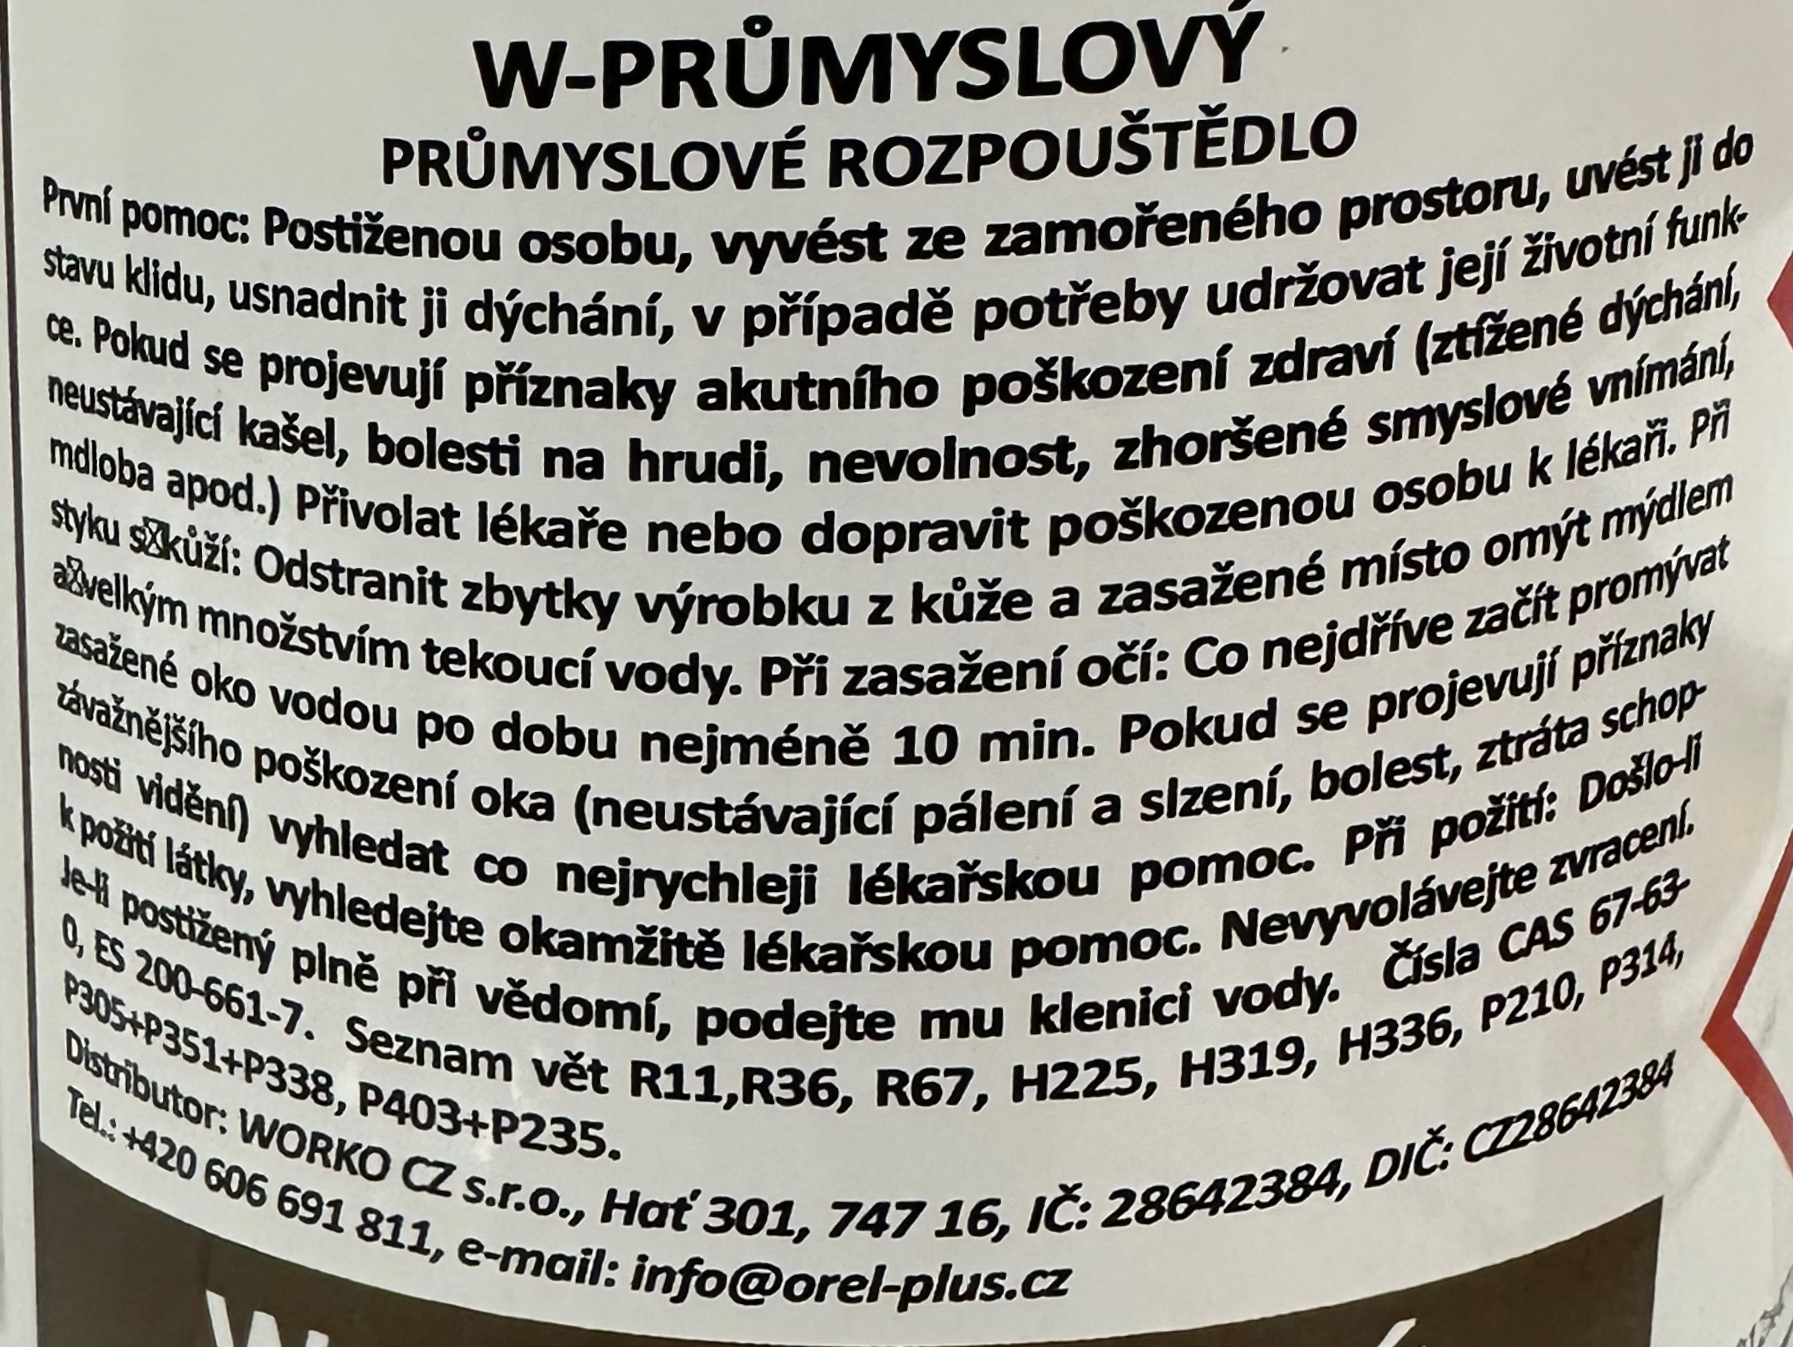 W-PRŮMYSLOVÝ
PRŮMYSLOVÉ ROZPOUŠTĚDLO
První pomoc: Postiženou osobu, vyvést ze zamořeného prostoru, uvést ji do
stavu klidu, usnadnit ji dýchání, v případě potřeby udržovat její životní funk-
ce. Pokud se projevují příznaky akutního poškození zdraví (ztížené dýchání,
neustávající kašel, bolesti na hrudi, nevolnost, zhoršené smyslové vnímání,
mdloba apod.) Přivolat lékaře nebo dopravit poškozenou osobu k lékaři. Při
styku s kůží: Odstranit zbytky výrobku z kůže a zasažené místo omýt mýdlem
a velkým množstvím tekoucí vody. Při zasažení očí: Co nejdříve začít promývat
zasažené oko vodou po dobu nejméně 10 min. Pokud se projevují příznaky
závažnějšího poškození oka (neustávající pálení a slzení, bolest, ztráta schop-
nosti vidění) vyhledat co nejrychleji lékařskou pomoc. Při požití: Došlo-li
k požití látky, vyhledejte okamžitě lékařskou pomoc. Nevyvolávejte zvracení.
Je-li postižený plně při vědomí, podejte mu klenici vody. Čísla CAS 67-63-
0, ES 200-661-7. Seznam vět R11,R36, R67, H225, H319, H336, P210, P314,
P305+P351+P338, P403+P235.
Distributor: WORKO CZ s.r.o., Hať 301, 747 16, IČ: 28642384, DIČ: CZ28642384
Tel.: +420 606 691 811, e-mail: info@orel-plus.cz